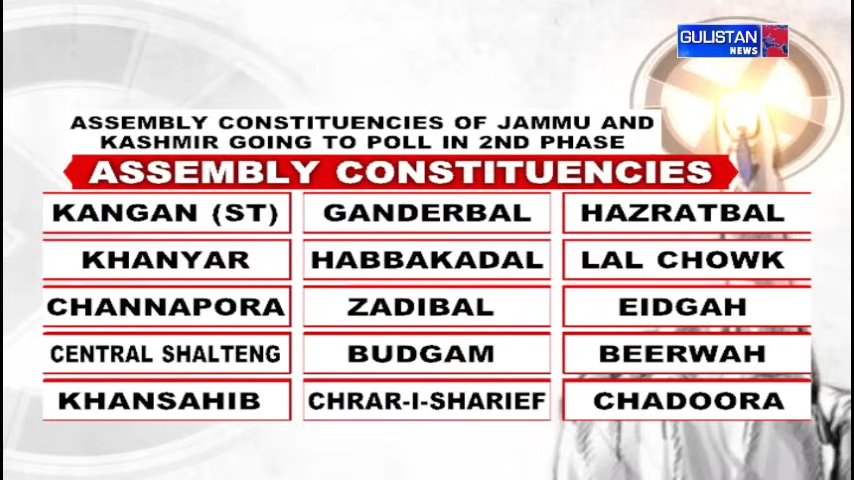 GULISTAN
NEWS
ASSEMBLY CONSTITUENCIES OF JAMMU AND
KASHMIR GOING TO POLL IN 2ND PHASE
ASSEMBLY CONSTITUENCIES
KANGAN (ST) GANDERBAL HAZRATBAL
KHANYAR HABBAKADAL LAL CHOWK
CHANNAPORA ZADIBAL EIDGAH
CENTRAL SHALTENG BUDGAM BEERWAH
KHANSAHIB CHRAR-I-SHARIEF CHADOORA